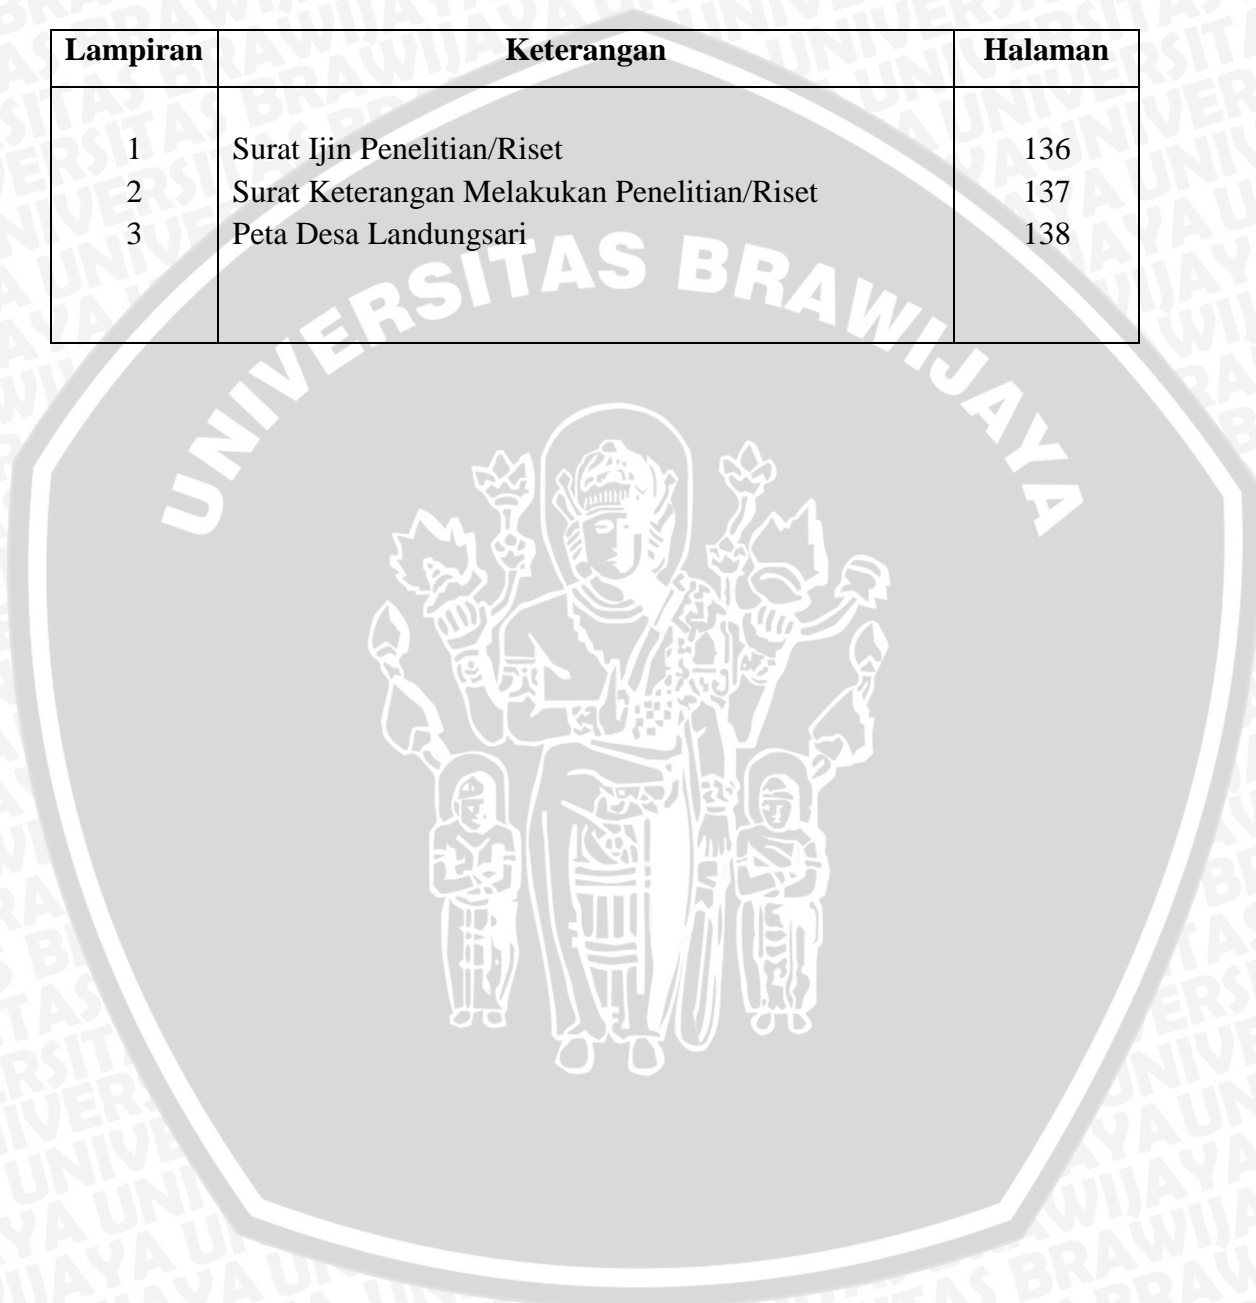 Lampiran Keterangan Halaman
1 Surat Ijin Penelitian/Riset 136
2 Surat Keterangan Melakukan Penelitian/Riset 137
3 Peta Desa Landungsari 138
UNIVERSITAS BRAWIJAYA